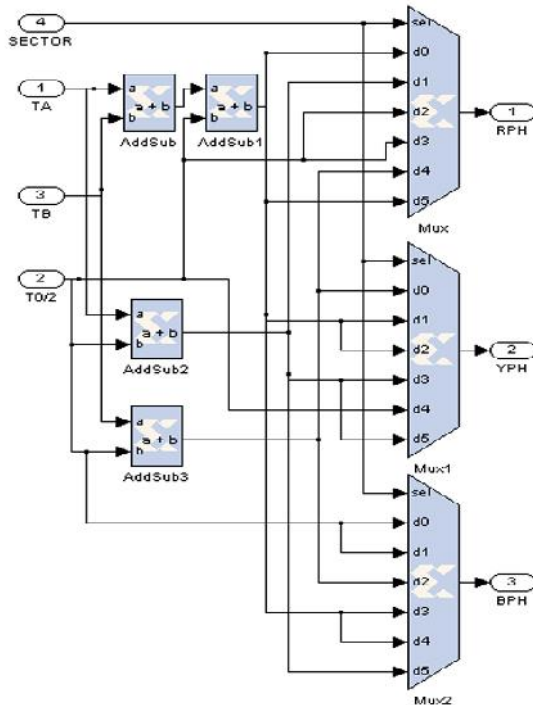 4
SECTOR
1
TA
3
TB
2
T0/2
a
b
a + b
AddSub
a
b
a + b
AddSub1
a
b
a + b
AddSub2
a
b
a + b
AddSub3
sel
d0
d1
d2
d3
d4
d5
Mux
1
RPH
sel
d0
d1
d2
d3
d4
d5
Mux1
2
YPH
sel
d0
d1
d2
d3
d4
d5
Mux2
3
BPH